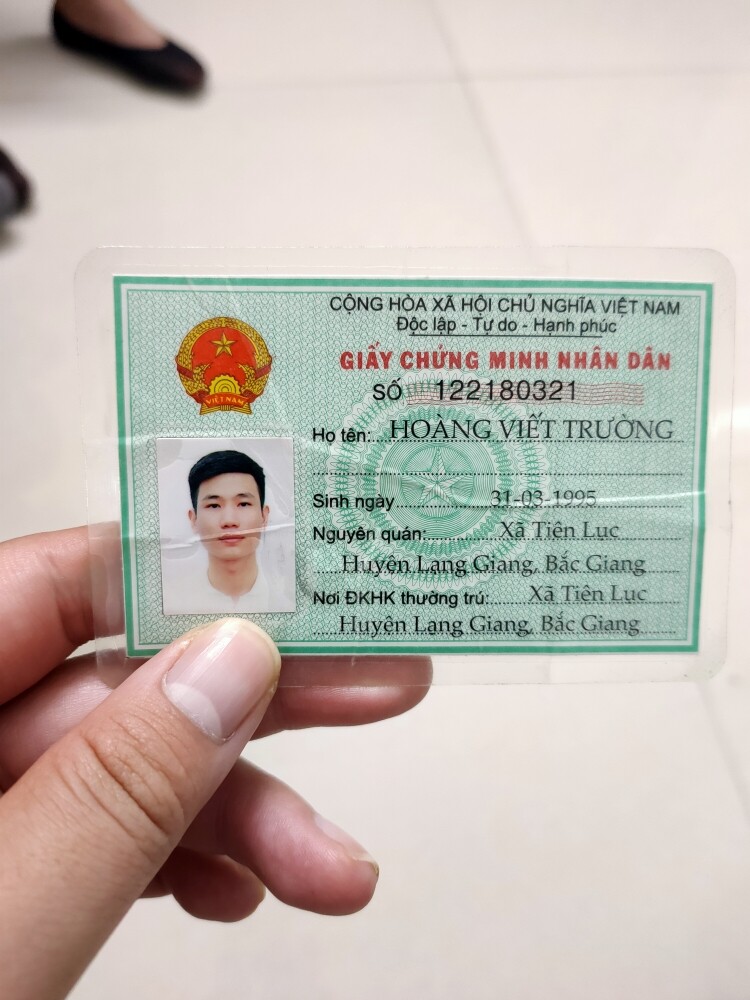 CỘNG HÒA XÃ HỘI CHỦ NGHĨA VIỆT NAM
Độc lập - Tự do - Hạnh phúc
GIẤY CHỨNG MINH NHÂN DÂN
SỐ 122180321
VIỆT NAM
Họ tên: HOÀNG VIẾT TRƯỜNG
Sinh ngày 31-03-1995
Nguyên quán: Xã Tiên Lục
Huyện Lạng Giang, Bắc Giang
Nơi ĐKHK thường trú: Xã Tiên Lục
Huyện Lạng Giang, Bắc Giang